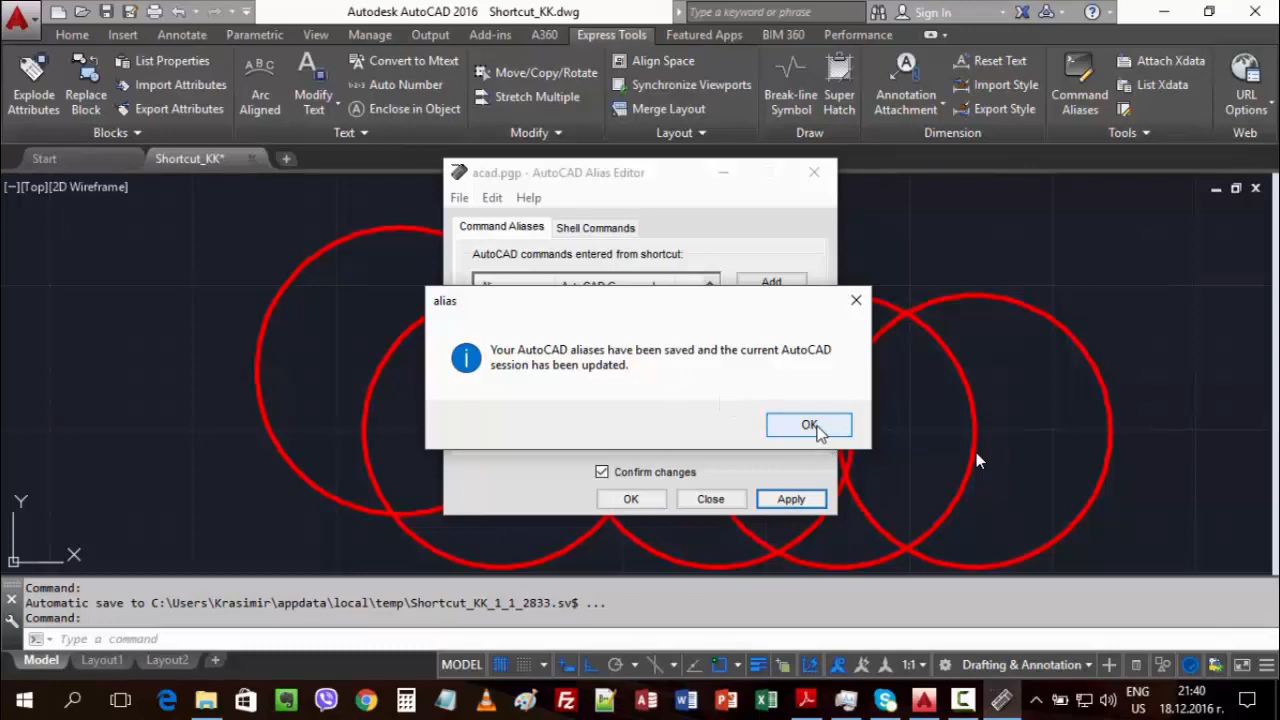 Autodesk AutoCAD 2016 Shortcut_KK.dwg
Type a keyword or phrase
Sign In
Home Insert Annotate Parametric View Manage Output Add-ins A360 Express Tools Featured Apps BIM 360 Performance
Explode
Attributes
Replace
Block
List Properties
Import Attributes
Export Attributes
Blocks
ABC
Arc
Aligned
Modify
Text
Convert to Mtext
Auto Number
Enclose in Object
Text
Move/Copy/Rotate
Stretch Multiple
Modify
Align Space
Synchronize Viewports
Merge Layout
Layout
Break-line
Symbol
Super
Hatch
Draw
Annotation
Attachment
Reset Text
Import Style
Export Style
Dimension
Command
Aliases
Attach Xdata
List Xdata
Tools
URL
Options
Web
Start
Shortcut_KK*
[−][Top][2D Wireframe]
acad.pgp - AutoCAD Alias Editor
File Edit Help
Command Aliases Shell Commands
AutoCAD commands entered from shortcut:
Add
alias
Your AutoCAD aliases have been saved and the current AutoCAD
session has been updated.
OK
Confirm changes
OK Close Apply
Y
X
Command:
Automatic save to C:\Users\Krasimir\appdata\local\temp\Shortcut_KK_1_1_2833.sv$ ...
Command:
Type a command
Model Layout1 Layout2 +
MODEL
1:1
Drafting & Annotation
ENG
US
21:40
18.12.2016 г.